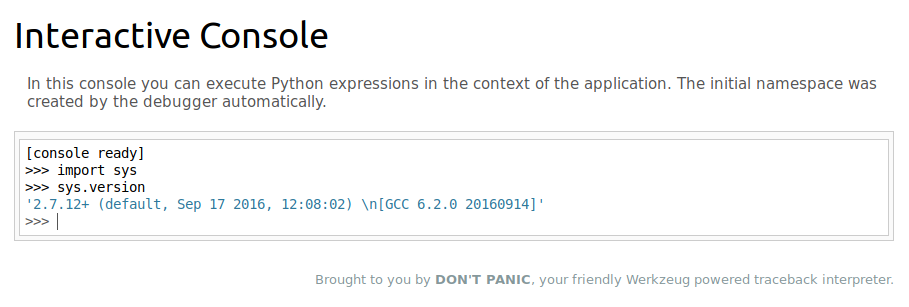 Interactive Console
In this console you can execute Python expressions in the context of the application. The initial namespace was
created by the debugger automatically.
[console ready]
>>> import sys
>>> sys.version
'2.7.12+ (default, Sep 17 2016, 12:08:02) \n[GCC 6.2.0 20160914]'
>>>
Brought to you by DON'T PANIC, your friendly Werkzeug powered traceback interpreter.